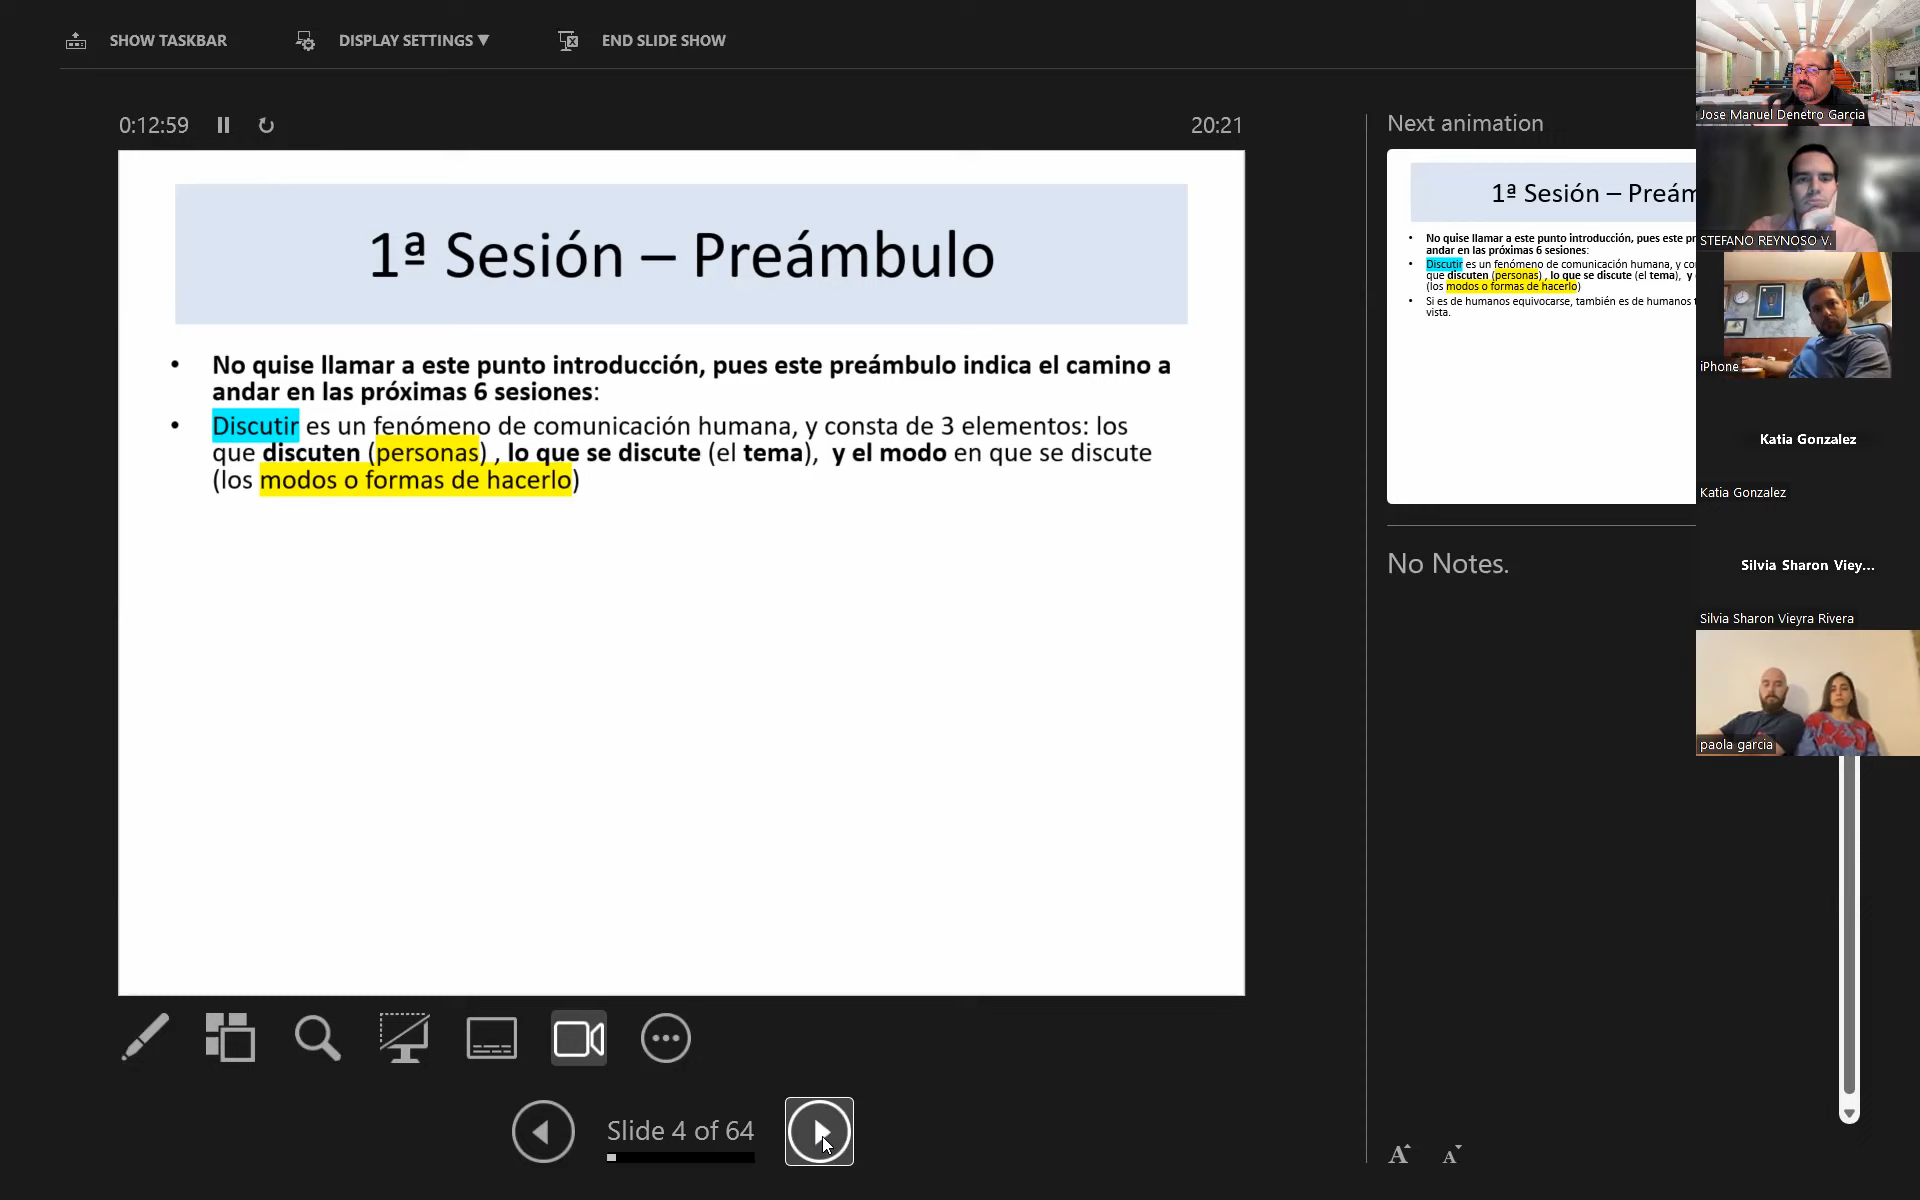 SHOW TASKBAR
DISPLAY SETTINGS ▼
END SLIDE SHOW
0:12:59
20:21
1ª Sesión – Preámbulo
• No quise llamar a este punto introducción, pues este preámbulo indica el camino a
andar en las próximas 6 sesiones:
• Discutir es un fenómeno de comunicación humana, y consta de 3 elementos: los
que discuten (personas) , lo que se discute (el tema), y el modo en que se discute
(los modos o formas de hacerlo)
Slide 4 of 64
Next animation
1ª Sesión – Preám
• No quise llamar a este punto introducción, pues este pr
andar en las próximas 6 sesiones:
• Discutir es un fenómeno de comunicación humana, y co
que discuten (personas) , lo que se discute (el tema), y
(los modos o formas de hacerlo)
• Si es de humanos equivocarse, también es de humanos t
vista.
No Notes.
A A
Jose Manuel Denetro Garcia
STEFANO REYNOSO V.
iPhone
Katia Gonzalez
Katia Gonzalez
Silvia Sharon Viey...
Silvia Sharon Vieyra Rivera
paola garcia